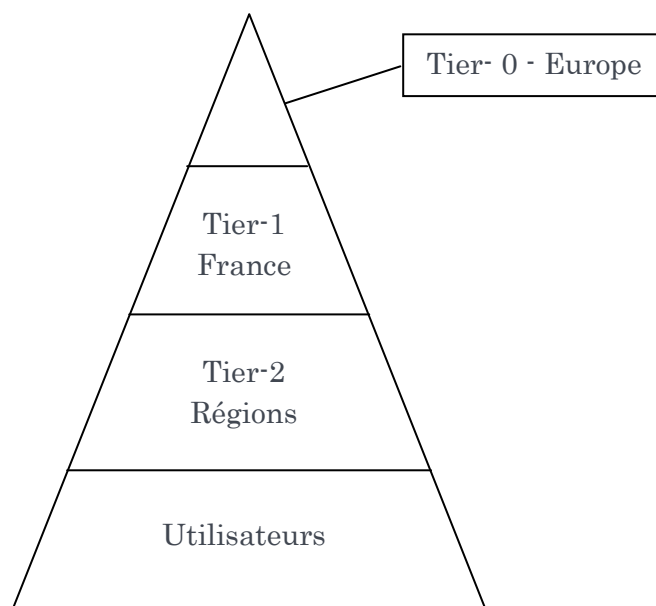 Tier- 0 - Europe
Tier-1
France
Tier-2
Régions
Utilisateurs